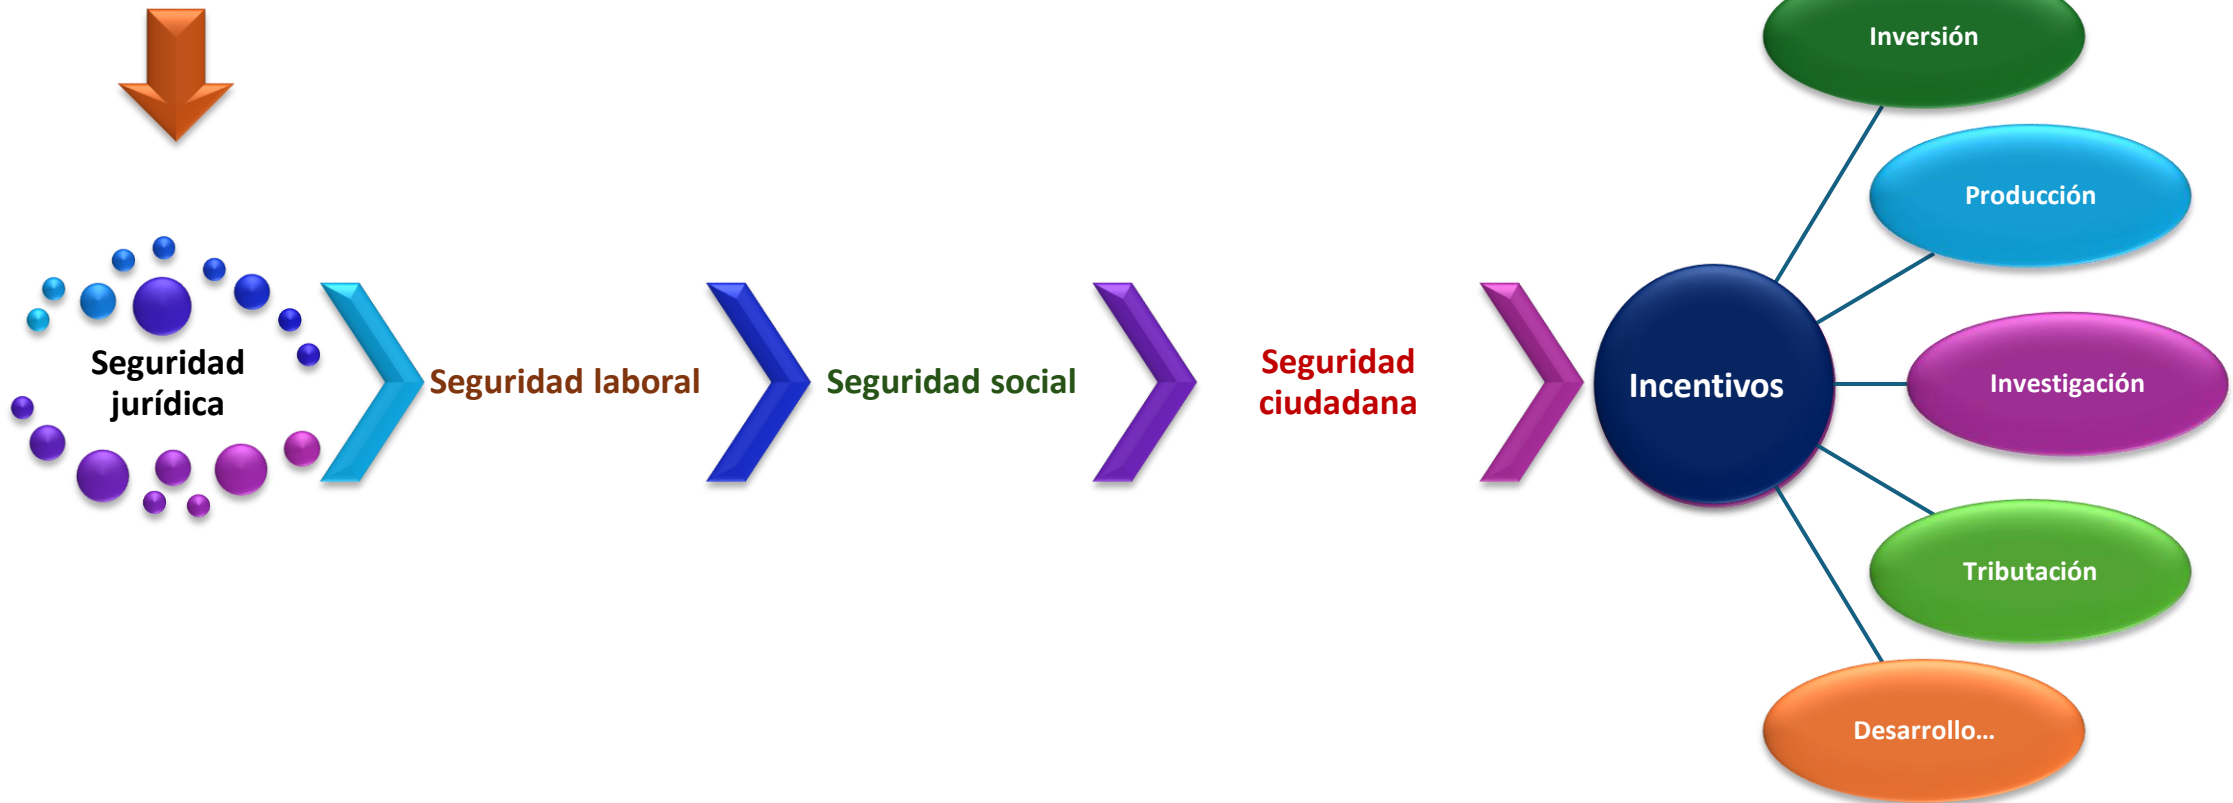 Seguridad
jurídica
Seguridad laboral
Seguridad social
Seguridad
ciudadana
Incentivos
Inversión
Producción
Investigación
Tributación
Desarrollo...